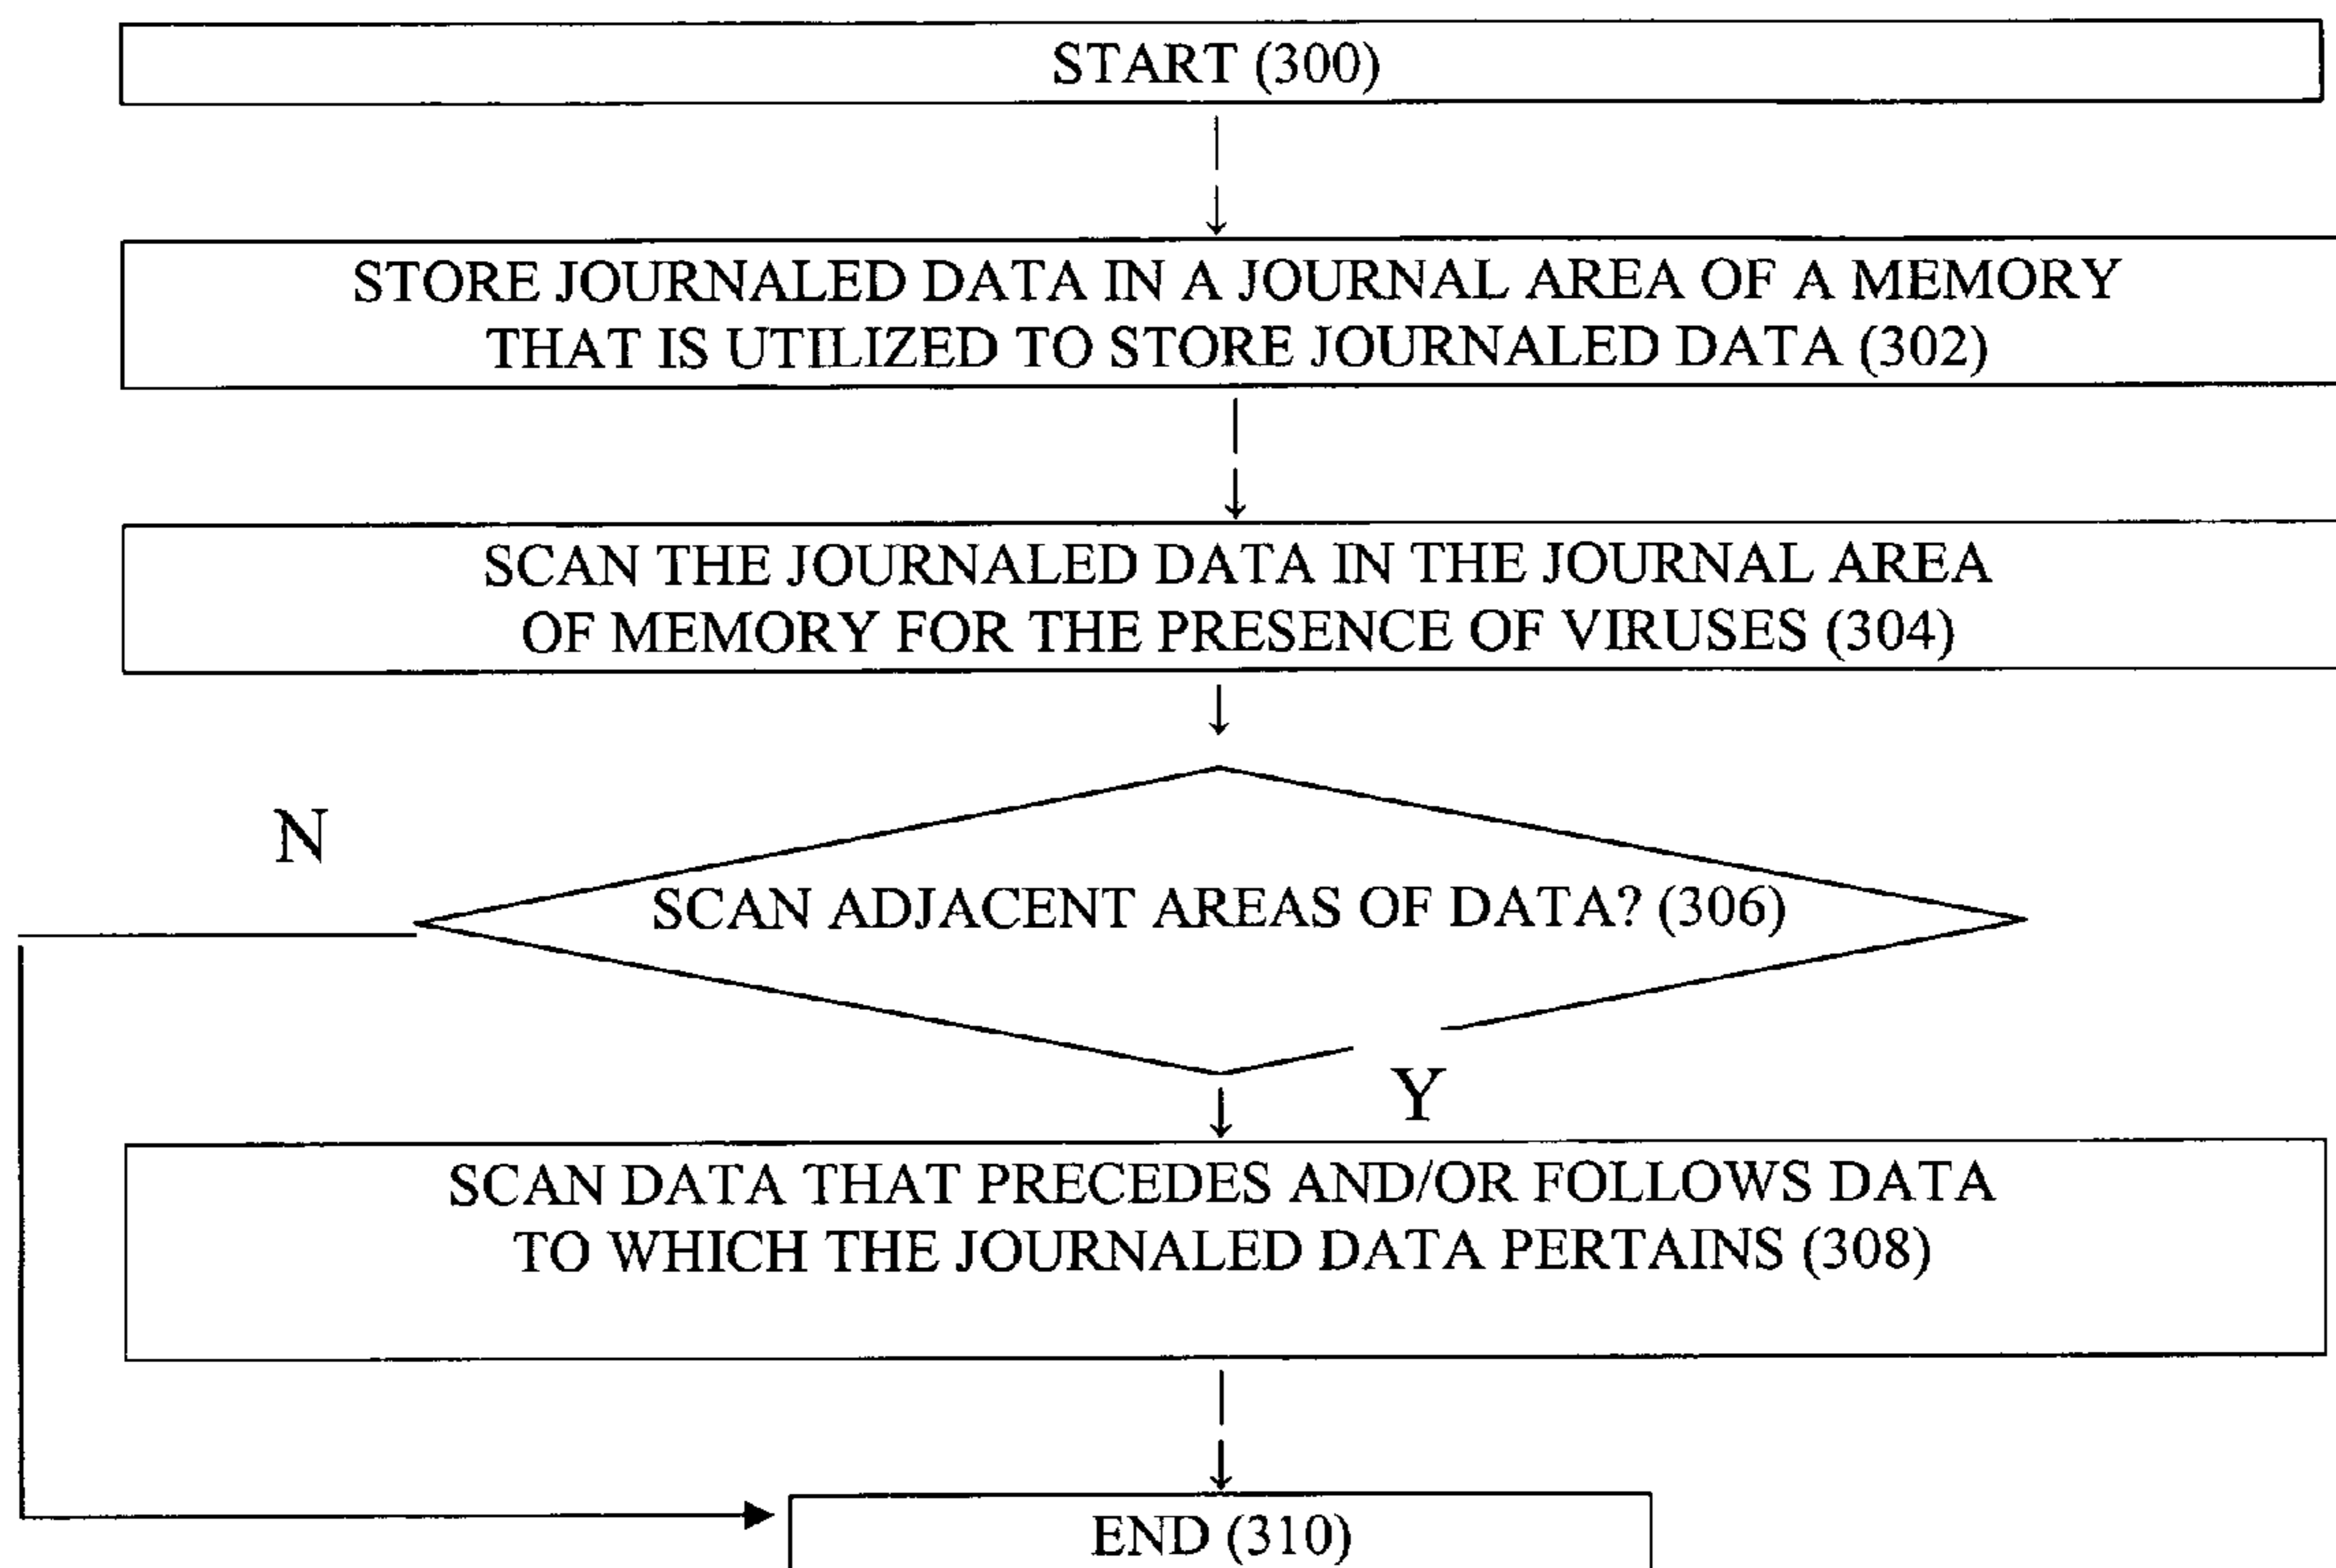 START (300)
STORE JOURNALED DATA IN A JOURNAL AREA OF A MEMORY
THAT IS UTILIZED TO STORE JOURNALED DATA (302)
SCAN THE JOURNALED DATA IN THE JOURNAL AREA
OF MEMORY FOR THE PRESENCE OF VIRUSES (304)
N
SCAN ADJACENT AREAS OF DATA? (306)
Y
SCAN DATA THAT PRECEDES AND/OR FOLLOWS DATA
TO WHICH THE JOURNALED DATA PERTAINS (308)
END (310)